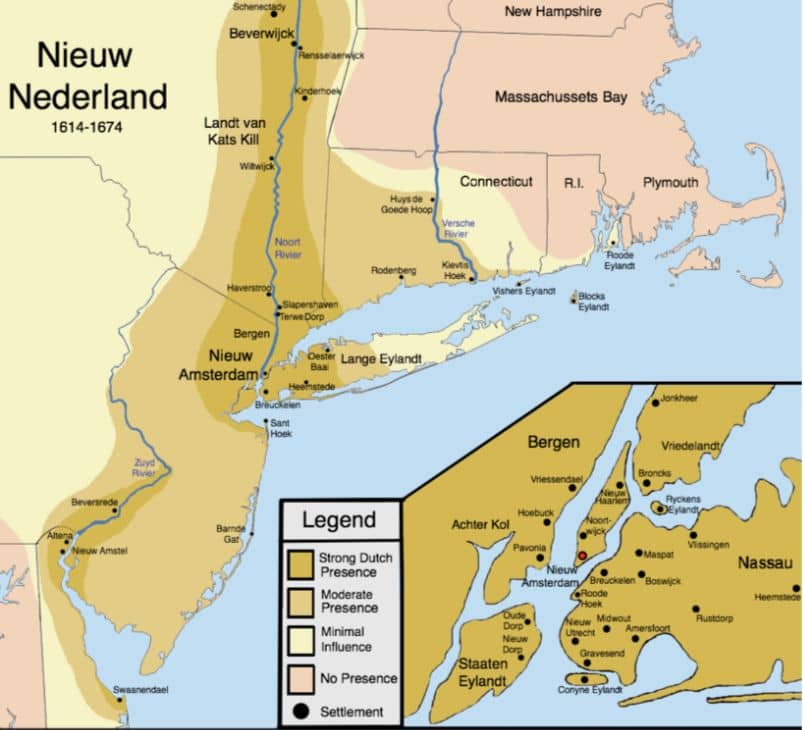 Nieuw
Nederland
1614-1674
Schenectady
Beverwijck
Rensselaerwijck
Kinderhoek
Landt van
Kats Kill
Wiltwijck
New Hampshire
Massachussets Bay
Connecticut
R.I.
Plymouth
Huys de
Goede Hoop
Versche
Rivier
Noort
Rivier
Kievits
Hoek
Rodenberg
Roode
Eylandt
Vishers Eylandt
Blocks
Eylandt
Haverstroo
Slapershaven
Terwe Dorp
Bergen
Nieuw
Amsterdam
Oester
Baai
Lange Eylandt
Heemstede
Breuckelen
Sant
Hoek
Zuyd
Rivier
Beversrede
Altena
Nieuw Amstel
Barnde
Gat
Swaanendael
Legend
Strong Dutch
Presence
Moderate
Presence
Minimal
Influence
No Presence
Settlement
Jonkheer
Bergen
Vriedelandt
Vriessendael
Broncks
Nieuw
Haarlem
Ryckens
Eylandt
Hoebuck
Achter Kol
Noort-
wijck
Vlissingen
Pavonia
Maspat
Nassau
Nieuw
Amsterdam
Breuckelen
Boswijck
Heemstede
Roode
Hoek
Oude
Dorp
Rustdorp
Nieuw
Utrecht
Midwout
Amersfoort
Nieuw
Dorp
Gravesend
Staaten
Eylandt
Conyne Eylandt